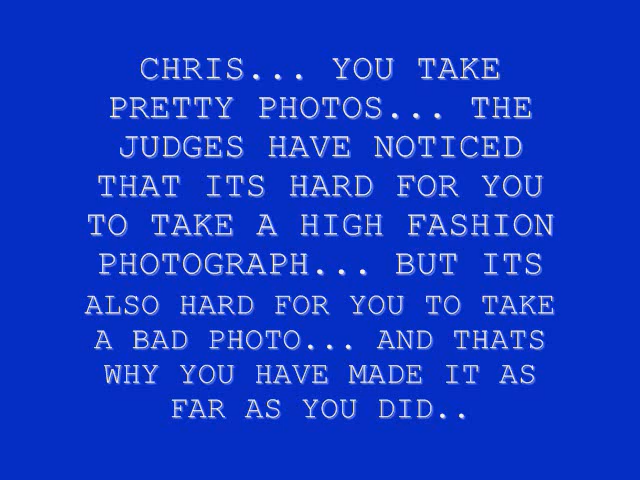 CHRIS... YOU TAKE
PRETTY PHOTOS... THE
JUDGES HAVE NOTICED
THAT ITS HARD FOR YOU
TO TAKE A HIGH FASHION
PHOTOGRAPH... BUT ITS
ALSO HARD FOR YOU TO TAKE
A BAD PHOTO... AND THATS
WHY YOU HAVE MADE IT AS
FAR AS YOU DID..